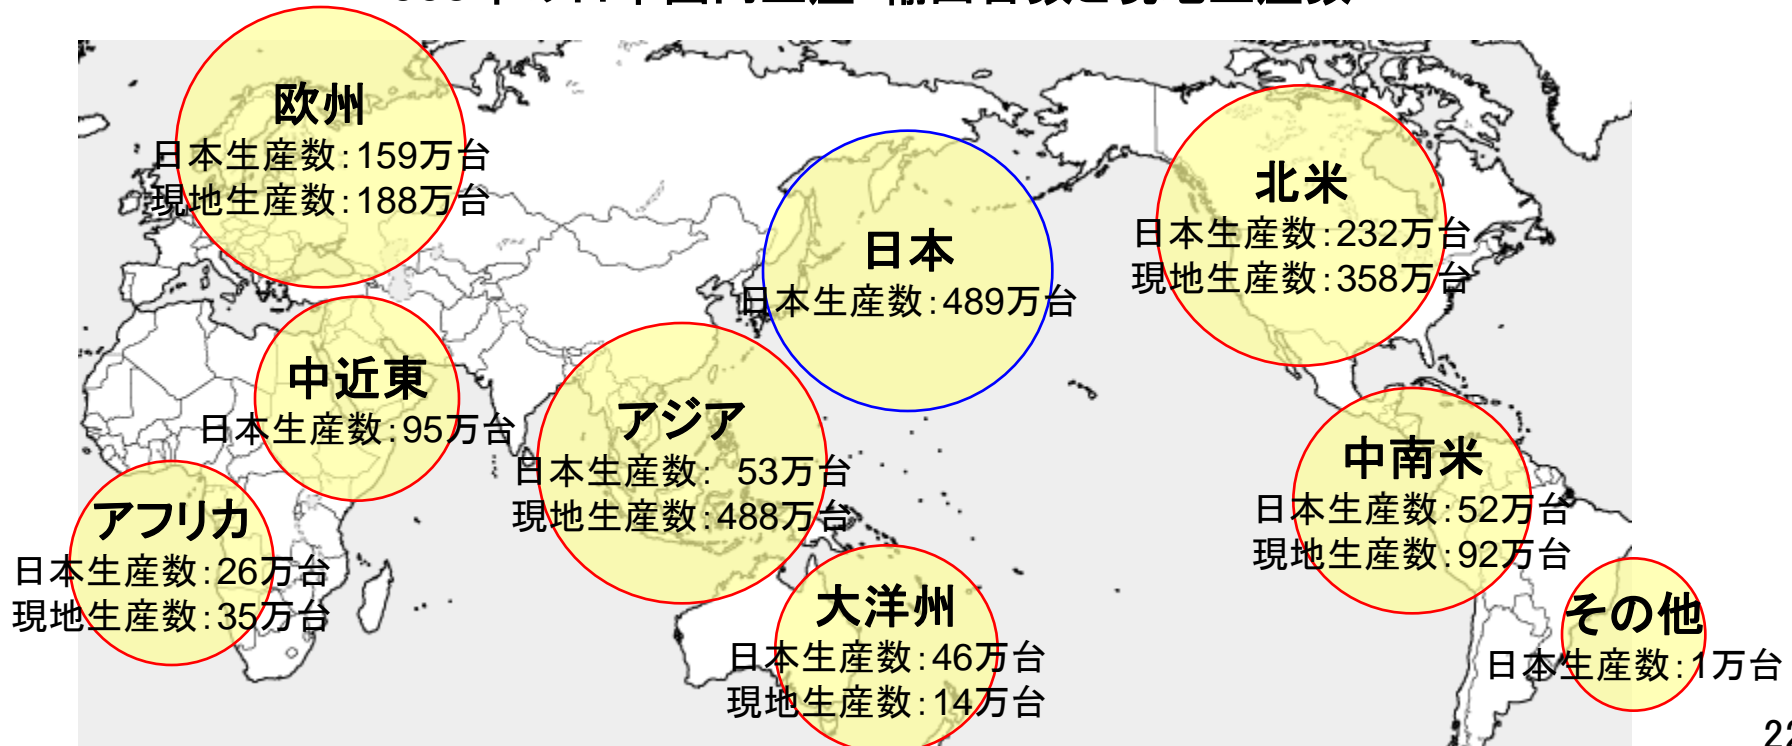 欧州
日本生産数：159万台
現地生産数：188万台
日本
日本生産数：489万台
北米
日本生産数：232万台
現地生産数：358万台
中近東
日本生産数：95万台
アジア
日本生産数： 53万台
現地生産数：488万台
中南米
日本生産数：52万台
現地生産数：92万台
アフリカ
日本生産数：26万台
現地生産数：35万台
大洋州
日本生産数：46万台
現地生産数：14万台
その他
日本生産数：1万台